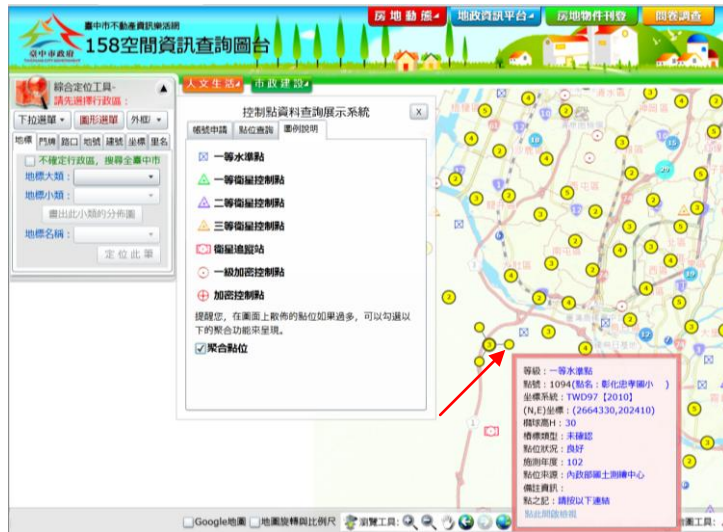 臺中市不動產資訊樂活網
158空間資訊查詢圖台
臺中市政府
房地動態
地政資訊平台
房地物件刊登
問卷調查
人文生活
市政建設
綜合定位工具-
請先選擇行政區：
下拉選單
圖形選單
外框
地標 門牌 路口 地號 建號 坐標 里名
不確定行政區，搜尋全臺中市
地標大類：
地標小類：
畫出此小類的分佈圖
地標名稱：
定位此筆
控制點資料查詢展示系統
X
帳號申請 點位查詢 圖例說明
一等水準點
一等衛星控制點
二等衛星控制點
三等衛星控制點
衛星追蹤站
一級加密控制點
加密控制點
提醒您，在畫面上散佈的點位如果過多，可以勾選以
下的聚合功能來呈現。
聚合點位
等級：一等水準點
點號：1094(點名：彰化忠孝國小 )
坐標系統：TWD97【2010】
(N,E)坐標：(2664330,202410)
橢球高H：30
樁標類型：未確認
點位狀況：良好
施測年度：102
點位來源：內政部國土測繪中心
備註資訊：
點之記：請按以下連結
點此開啟檢視
Google地圖
地圖旋轉與比例尺
瀏覽工具:
地圖工具: